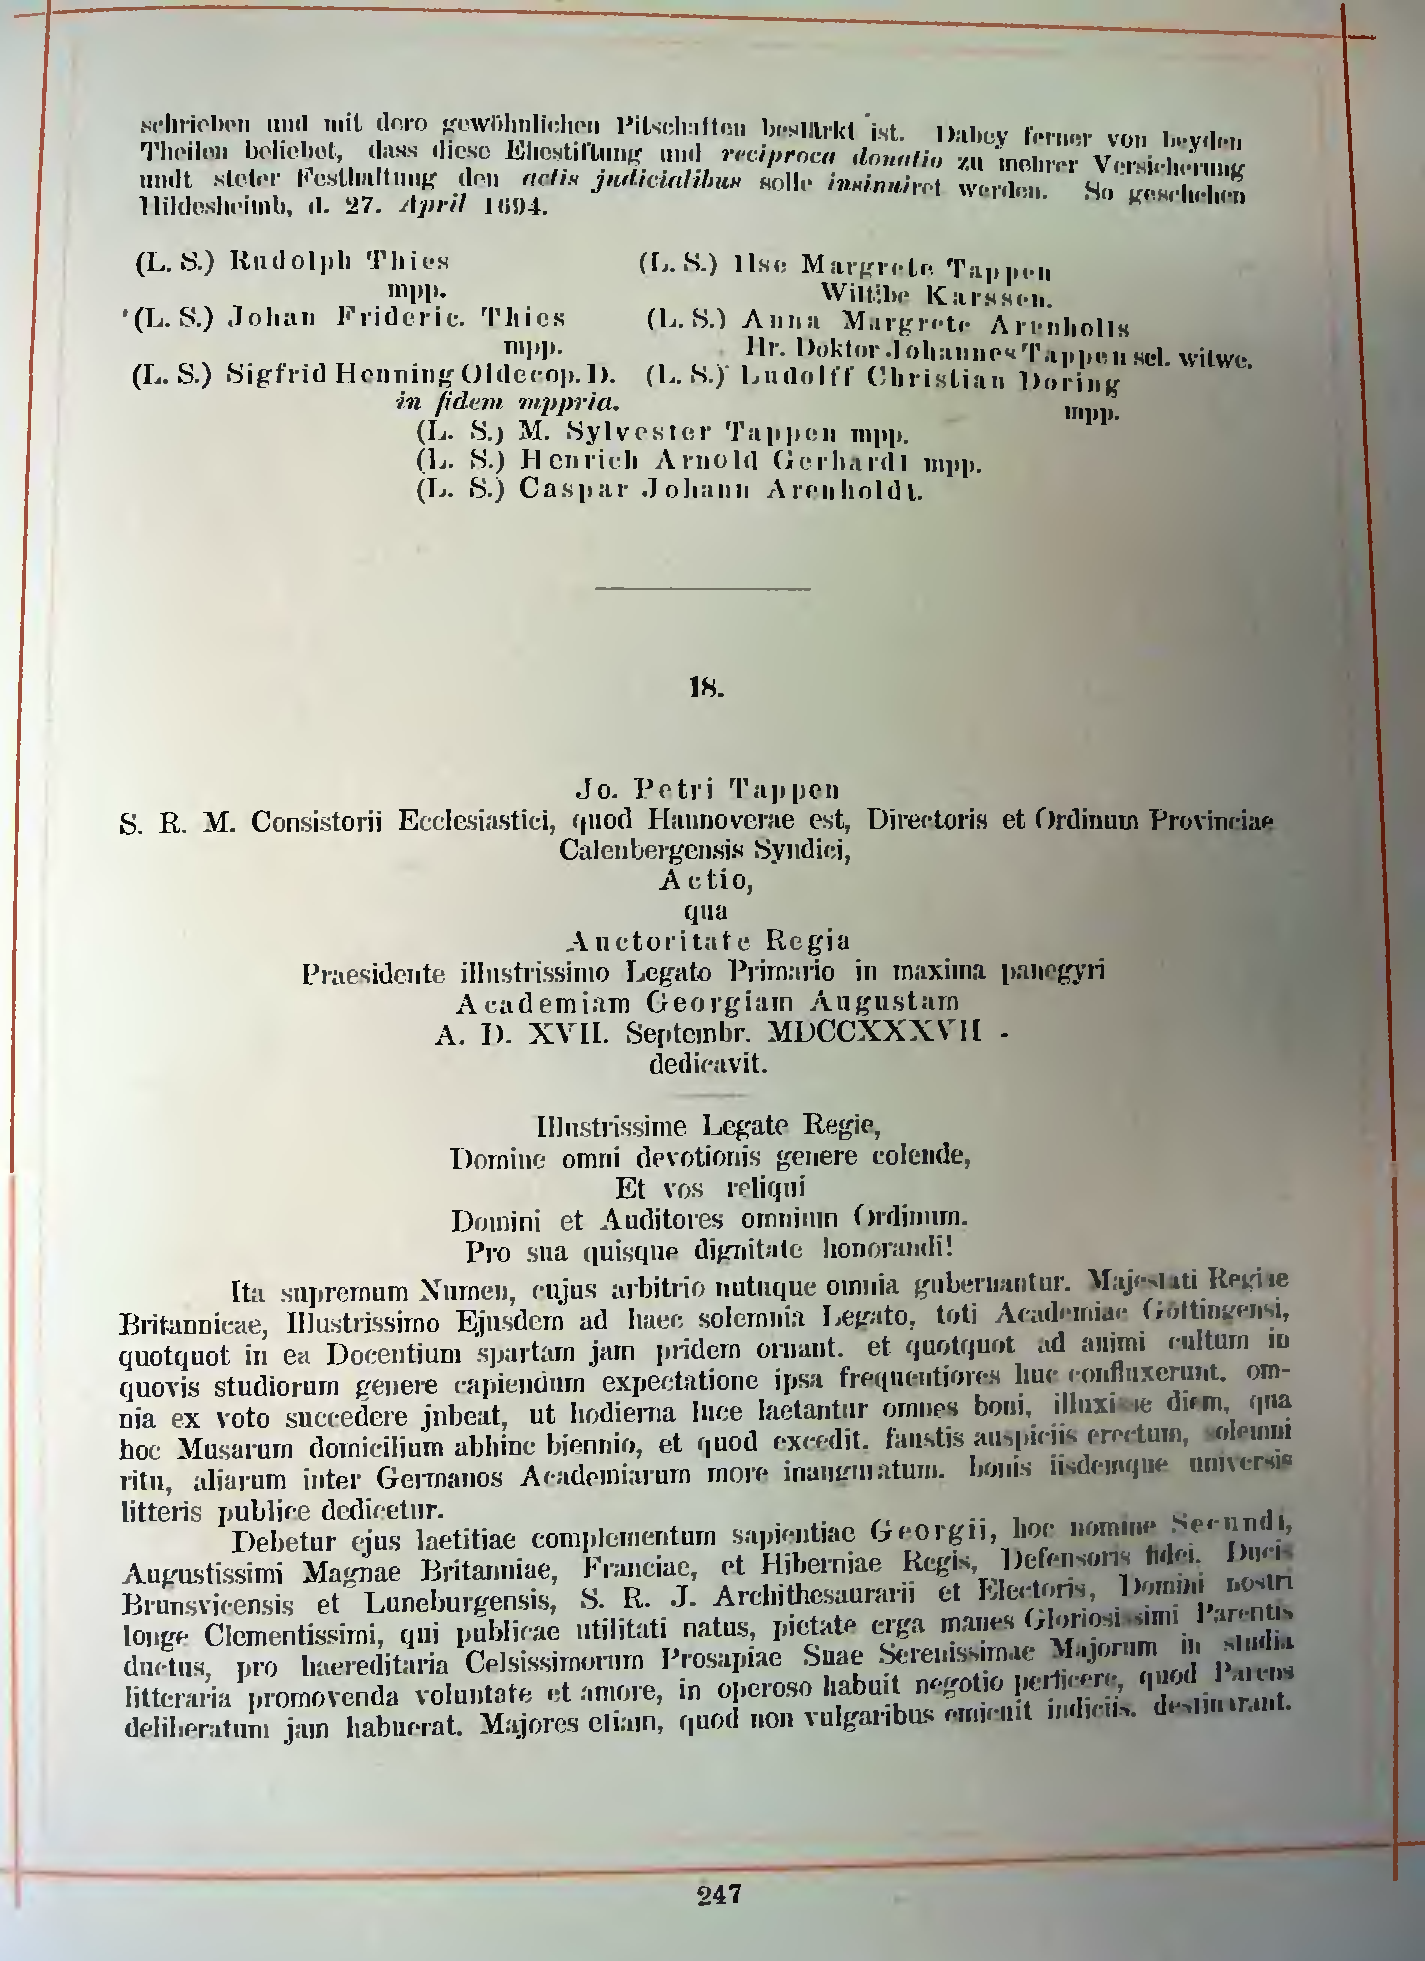 schrieben und mit dero gewöhnlichen Pitschaften bestärkt ist. Dabey ferner von beyden
Theilen beliebet, dass diese Ehestiftung und reciproca donatio zu mehrer Versicherung
undt steter Festhaltung den actis judicialibus solle insinuiret werden. So geschehen
Hildesheimb, d. 27. April 1694.
(L. S.) Rudolph Thies (L. S.) Ilse Margrete Tappen
mpp. Wittibe Karssen.
(L. S.) Johan Frideric. Thies (L. S.) Anna Margrete Arenholts
mpp. Hr. Doktor Johannes Tappen sel. witwe.
(L. S.) Sigfrid Henning Oldecop. D. (L. S.) Ludolff Christian Doring
in fidem mppria. mpp.
(L. S.) M. Sylvester Tappen mpp.
(L. S.) Henrich Arnold Gerhardt mpp.
(L. S.) Caspar Johann Arenholdt.
18.
Jo. Petri Tappen
S. R. M. Consistorii Ecclesiastici, quod Hannoverae est, Directoris et Ordinum Provinciae
Calenbergensis Syndici,
Actio,
qua
Auctoritate Regia
Praesidente illustrissimo Legato Primario in maxima panegyri
Academiam Georgiam Augustam
A. D. XVII. Septembr. MDCCXXXVII
dedicavit.
Illustrissime Legate Regie,
Domine omni devotionis genere colende,
Et vos reliqui
Domini et Auditores omnium Ordinum.
Pro sua quisque dignitate honorandi!
Ita supremum Numen, cujus arbitrio nutuque omnia gubernantur. Majestati Regiae
Britannicae, Illustrissimo Ejusdem ad haec solemnia Legato, toti Academiae Göttingensi,
quotquot in ea Docentium spartam jam pridem ornant. et quotquot ad animi cultum in
quovis studiorum genere capiendum expectatione ipsa frequentiores huc confluxerunt. om-
nia ex voto succedere jubeat, ut hodierna luce laetantur omnes boni, illuxisse diem, qua
hoc Musarum domicilium abhinc biennio, et quod excedit. faustis auspiciis erectum, solemni
ritu, aliarum inter Germanos Academiarum more inauguratum. bonis iisdemque universis
litteris publice dedicetur.
Debetur ejus laetitiae complementum sapientiae Georgii, hoc nomine Secundi,
Augustissimi Magnae Britanniae, Franciae, et Hiberniae Regis, Defensoris fidei. Ducis
Brunsvicensis et Luneburgensis, S. R. J. Archithesaurarii et Electoris, Domini nostri
longe Clementissimi, qui publicae utilitati natus, pietate erga manes Gloriosissimi Parentis
ductus, pro haereditaria Celsissimorum Prosapiae Suae Serenissimae Majorum in studia
litteraria promovenda voluntate et amore, in operoso habuit negotio perficere, quod Parens
deliberatum jam habuerat. Majores etiam, quod non vulgaribus emicuit indiciis. destinarant.
247